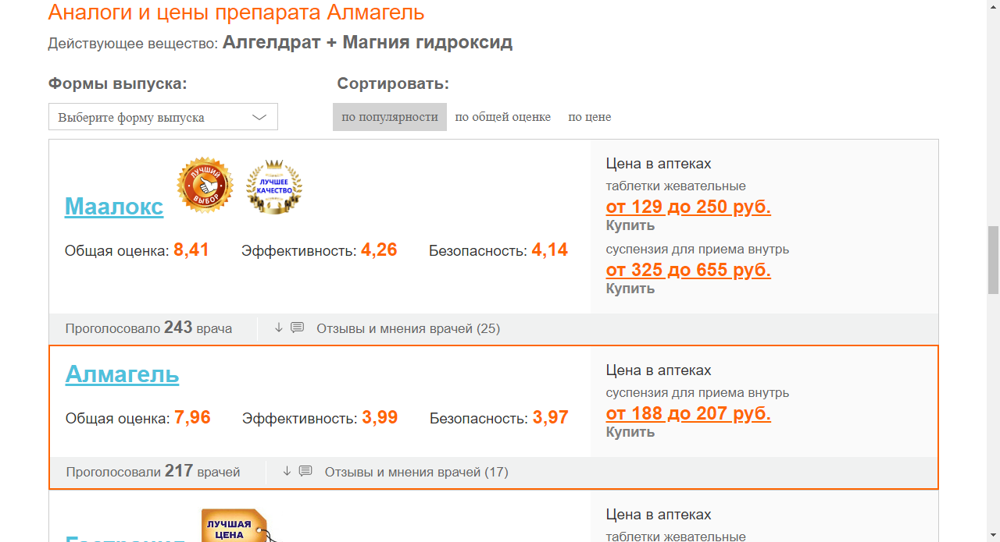 Аналоги и цены препарата Алмагель
Действующее вещество: Алгелдрат + Магния гидроксид
Формы выпуска:
Сортировать:
Выберите форму выпуска
по популярности по общей оценке по цене
ЛУЧШИЙ ВЫБОР
ЛУЧШЕЕ
КАЧЕСТВО
Маалокс
Общая оценка: 8,41 Эффективность: 4,26 Безопасность: 4,14
Цена в аптеках
таблетки жевательные
от 129 до 250 руб.
Купить
суспензия для приема внутрь
от 325 до 655 руб.
Купить
Проголосовало 243 врача
Отзывы и мнения врачей (25)
Алмагель
Общая оценка: 7,96 Эффективность: 3,99 Безопасность: 3,97
Цена в аптеках
суспензия для приема внутрь
от 188 до 207 руб.
Купить
Проголосовали 217 врачей
Отзывы и мнения врачей (17)
ЛУЧШАЯ
ЦЕНА
Цена в аптеках
таблетки жевательные